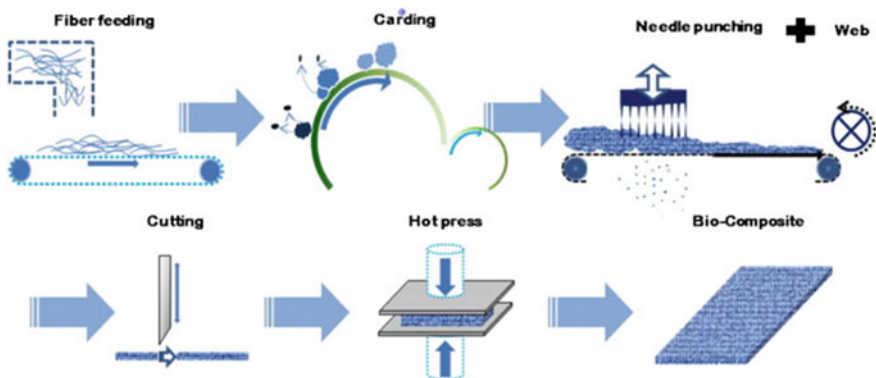 Fiber feeding
Carding
Needle punching
Web
Cutting
Hot press
Bio-Composite